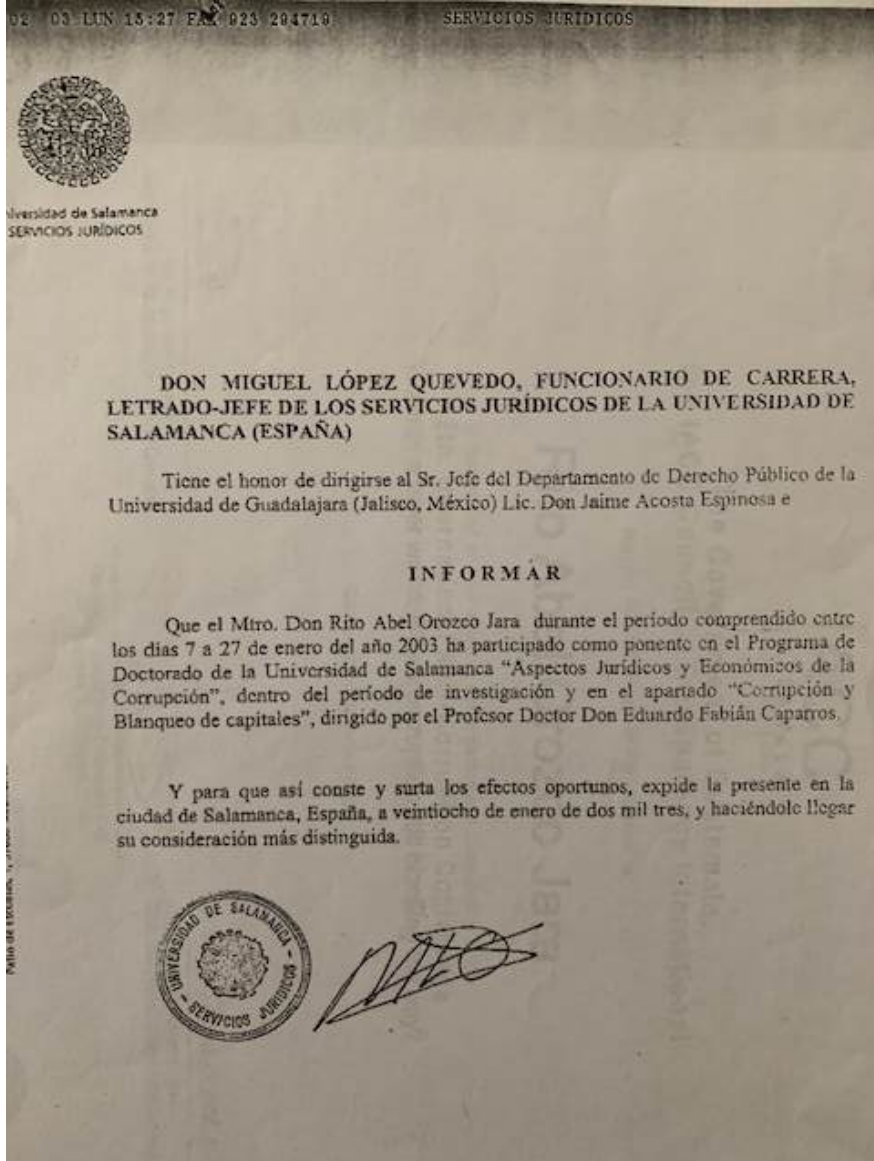 02 03 LUN 15:27 FAX 923 294719 SERVICIOS JURIDICOS
niversidad de Salamanca
SERVICIOS JURÍDICOS
DON MIGUEL LÓPEZ QUEVEDO, FUNCIONARIO DE CARRERA,
LETRADO-JEFE DE LOS SERVICIOS JURÍDICOS DE LA UNIVERSIDAD DE
SALAMANCA (ESPAÑA)
Tiene el honor de dirigirse al Sr. Jefe del Departamento de Derecho Público de la
Universidad de Guadalajara (Jalisco, México) Lic. Don Jaime Acosta Espinosa e
INFORMAR
Que el Mtro. Don Rito Abel Orozco Jara durante el período comprendido entre
los dias 7 a 27 de enero del año 2003 ha participado como ponente en el Programa de
Doctorado de la Universidad de Salamanca “Aspectos Jurídicos y Económicos de la
Corrupción”, dentro del período de investigación y en el apartado “Corrupción y
Blanqueo de capitales”, dirigido por el Profesor Doctor Don Eduardo Fabián Caparros.
Y para que así conste y surta los efectos oportunos, expide la presente en la
ciudad de Salamanca, España, a veintiocho de enero de dos mil tres, y haciéndole llegar
su consideración más distinguida.
UNIVERSIDAD DE SALAMANCA
SERVICIOS JURIDICOS